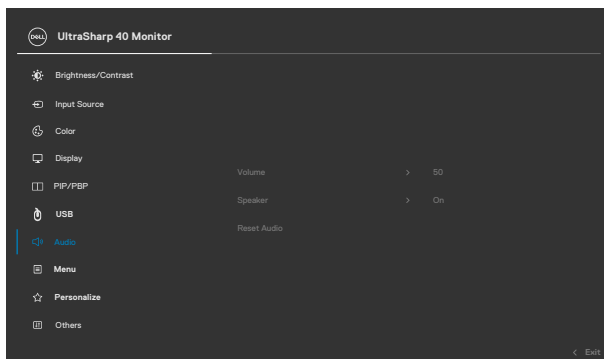 DELL UltraSharp 40 Monitor
Brightness/Contrast
Input Source
Color
Display
PIP/PBP
USB
Audio
Menu
Personalize
Others
Volume > 50
Speaker > On
Reset Audio
< Exit